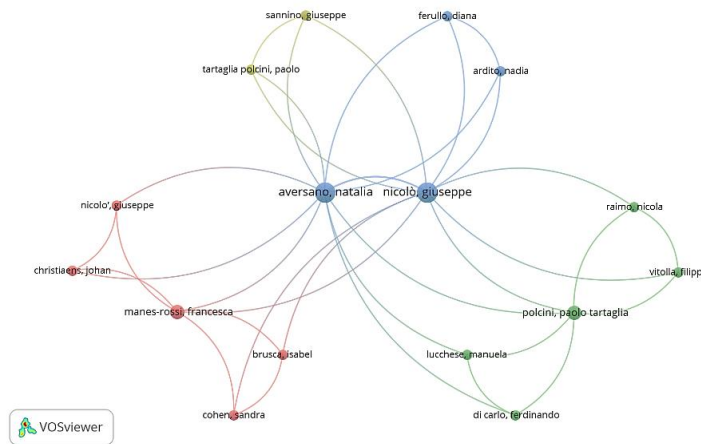 sannino, giuseppe
ferullo, diana
tartaglia polcini, paolo
ardito, nadia
aversano, natalia
nicolò, giuseppe
nicolo', giuseppe
raimo, nicola
christiaens, johan
vitolla, filipp
manes-rossi, francesca
polcini, paolo tartaglia
brusca, isabel
lucchese, manuela
cohen, sandra
di carlo, ferdinando
VOSviewer